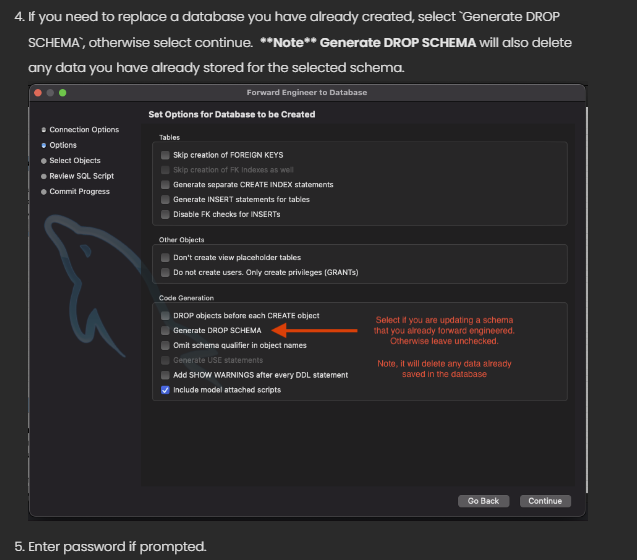 4. If you need to replace a database you have already created, select `Generate DROP
SCHEMA`, otherwise select continue.  **Note** Generate DROP SCHEMA will also delete
any data you have already stored for the selected schema.
Forward Engineer to Database
Set Options for Database to be Created
Connection Options
Options
Select Objects
Review SQL Script
Commit Progress
Tables
Skip creation of FOREIGN KEYS
Skip creation of FK Indexes as well
Generate separate CREATE INDEX statements
Generate INSERT statements for tables
Disable FK checks for INSERTs
Other Objects
Don't create view placeholder tables
Do not create users. Only create privileges (GRANTs)
Code Generation
DROP objects before each CREATE object
Generate DROP SCHEMA
Omit schema qualifier in object names
Generate USE statements
Add SHOW WARNINGS after every DDL statement
Include model attached scripts
Select if you are updating a schema
that you already forward engineered.
Otherwise leave unchecked.
Note, it will delete any data already
saved in the database
Go Back
Continue
5. Enter password if prompted.